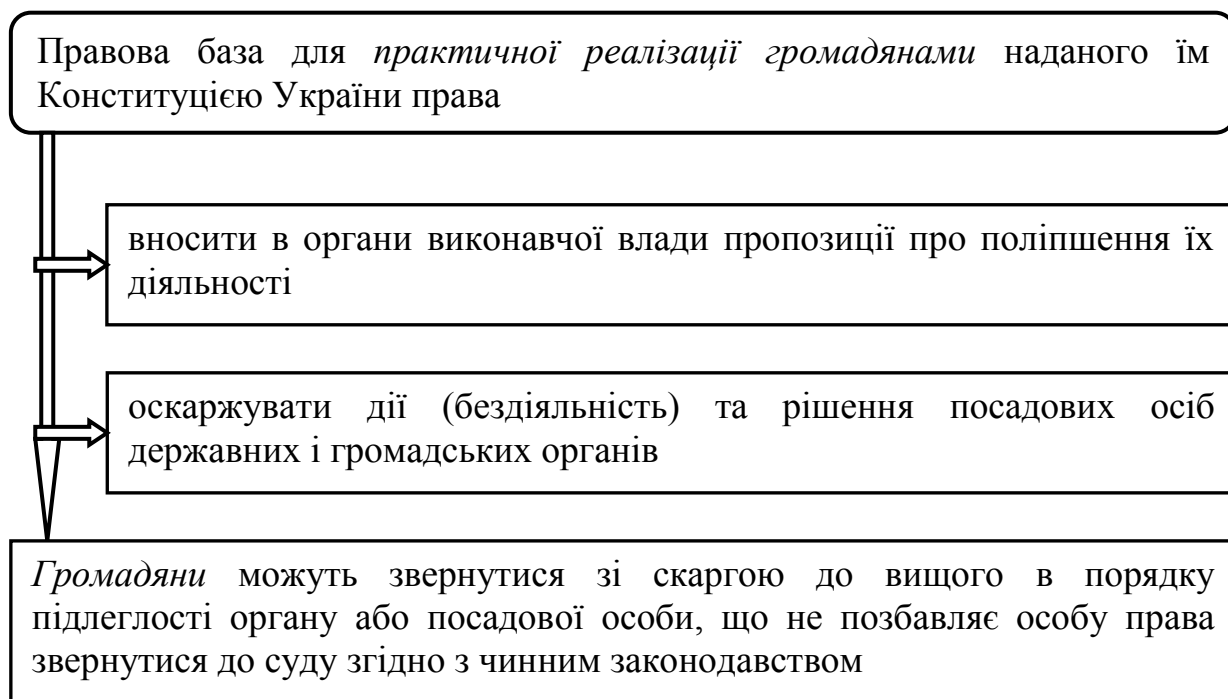 Правова база для практичної реалізації громадянами наданого їм
Конституцією України права
вносити в органи виконавчої влади пропозиції про поліпшення їх
діяльності
оскаржувати дії (бездіяльність) та рішення посадових осіб
державних і громадських органів
Громадяни можуть звернутися зі скаргою до вищого в порядку
підлеглості органу або посадової особи, що не позбавляє особу права
звернутися до суду згідно з чинним законодавством